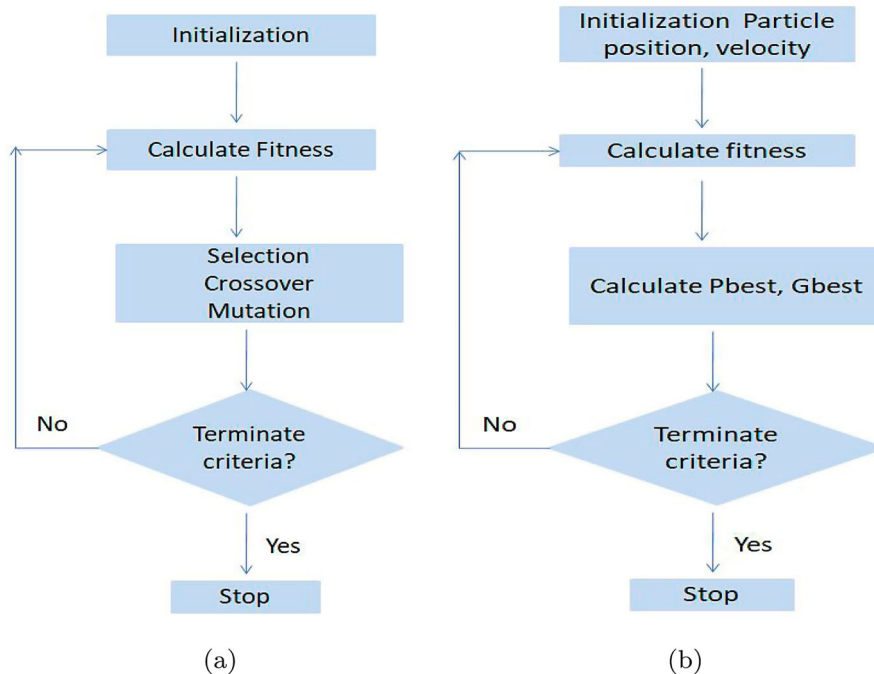 Initialization
Calculate Fitness
Selection
Crossover
Mutation
No
Terminate
criteria?
Yes
Stop
(a)
Initialization Particle
position, velocity
Calculate fitness
Calculate Pbest, Gbest
No
Terminate
criteria?
Yes
Stop
(b)